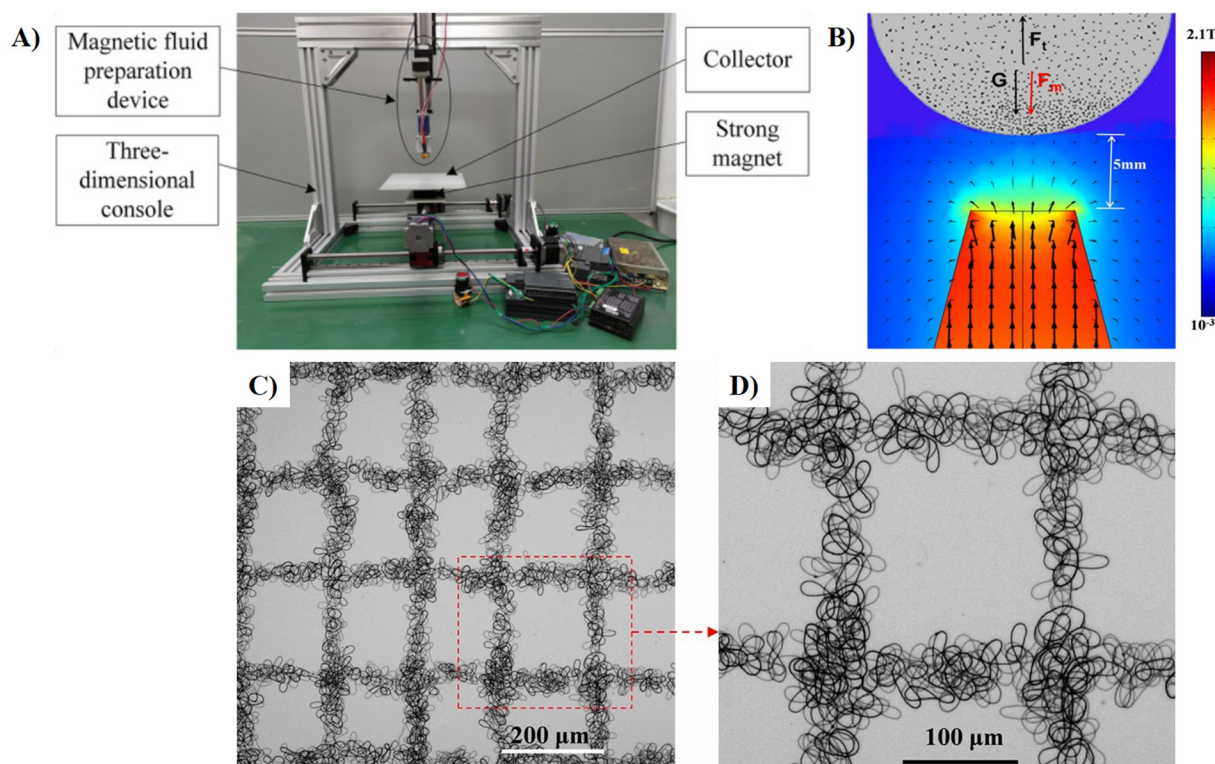 A)
Magnetic fluid
preparation
device
Three-
dimensional
console
Collector
Strong
magnet
B)
Ft
G
Fm
5mm
2.1T
10-3
C)
200 μm
D)
100 μm